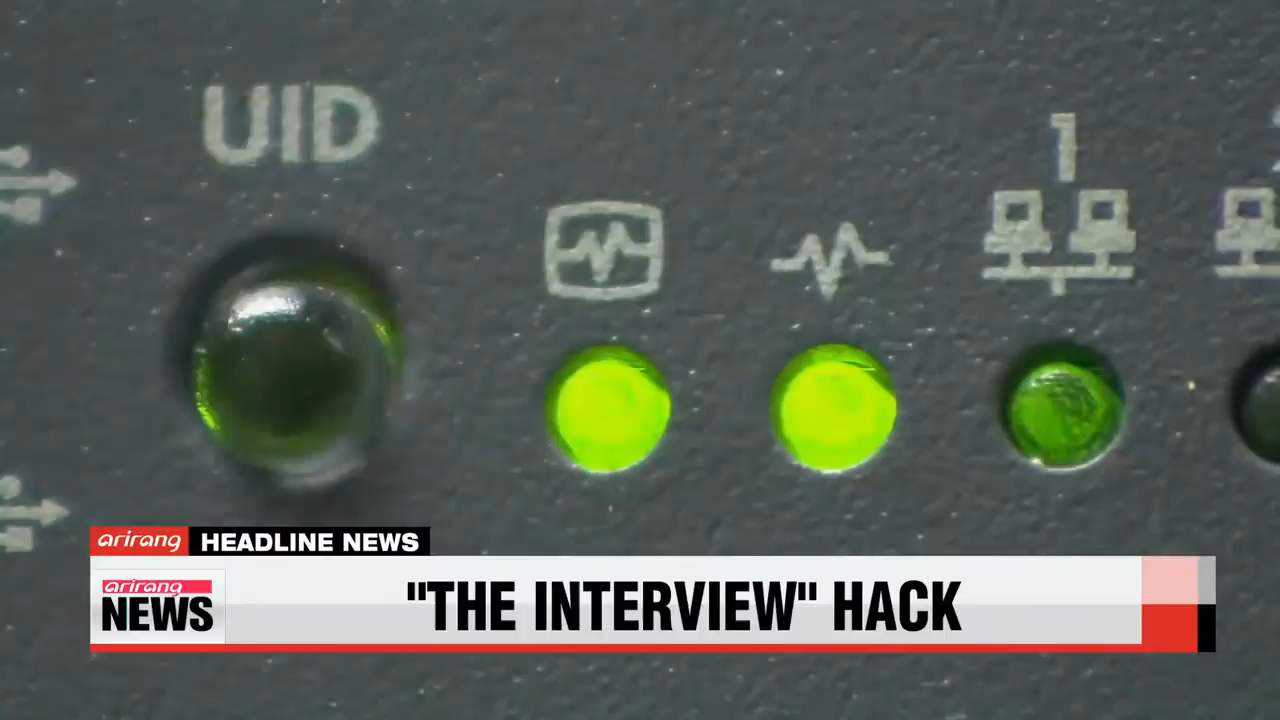 UID
1
arirang HEADLINE NEWS
arirang
NEWS
"THE INTERVIEW" HACK